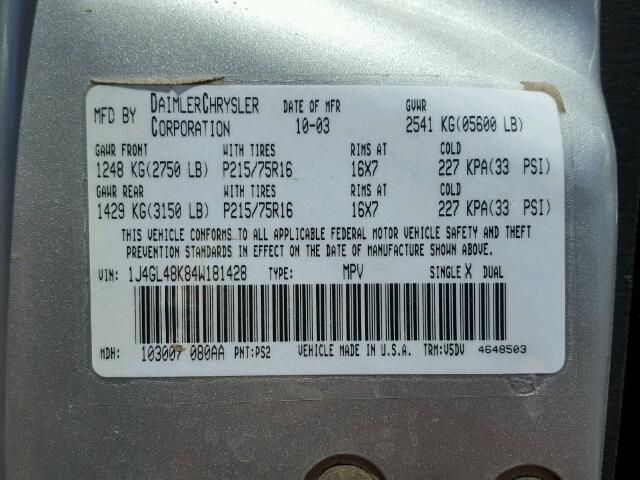 MFD BY DAIMLERCHRYSLER CORPORATION DATE OF MFR 10-03 GVWR 2541 KG(05600 LB)
GAWR FRONT WITH TIRES RIMS AT COLD
1248 KG(2750 LB) P215/75R16 16X7 227 KPA(33 PSI)
GAWR REAR WITH TIRES RIMS AT COLD
1429 KG(3150 LB) P215/75R16 16X7 227 KPA(33 PSI)
THIS VEHICLE CONFORMS TO ALL APPLICABLE FEDERAL MOTOR VEHICLE SAFETY AND THEFT
PREVENTION STANDARDS IN EFFECT ON THE DATE OF MANUFACTURE SHOWN ABOVE.
VIN: 1J4GL48K84W181428 TYPE: MPV SINGLE X DUAL
MDH: 103007 080AA PNT:PS2 VEHICLE MADE IN U.S.A. TRM:V5DV 4648503